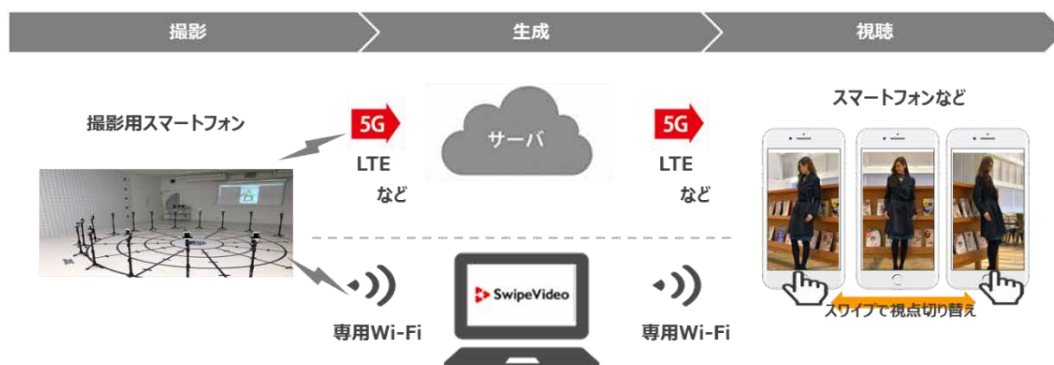 撮影
生成
視聴
撮影用スマートフォン
5G
LTE
など
サーバ
5G
LTE
など
スマートフォンなど
スワイプで視点切り替え
専用Wi-Fi
SwipeVideo
専用Wi-Fi